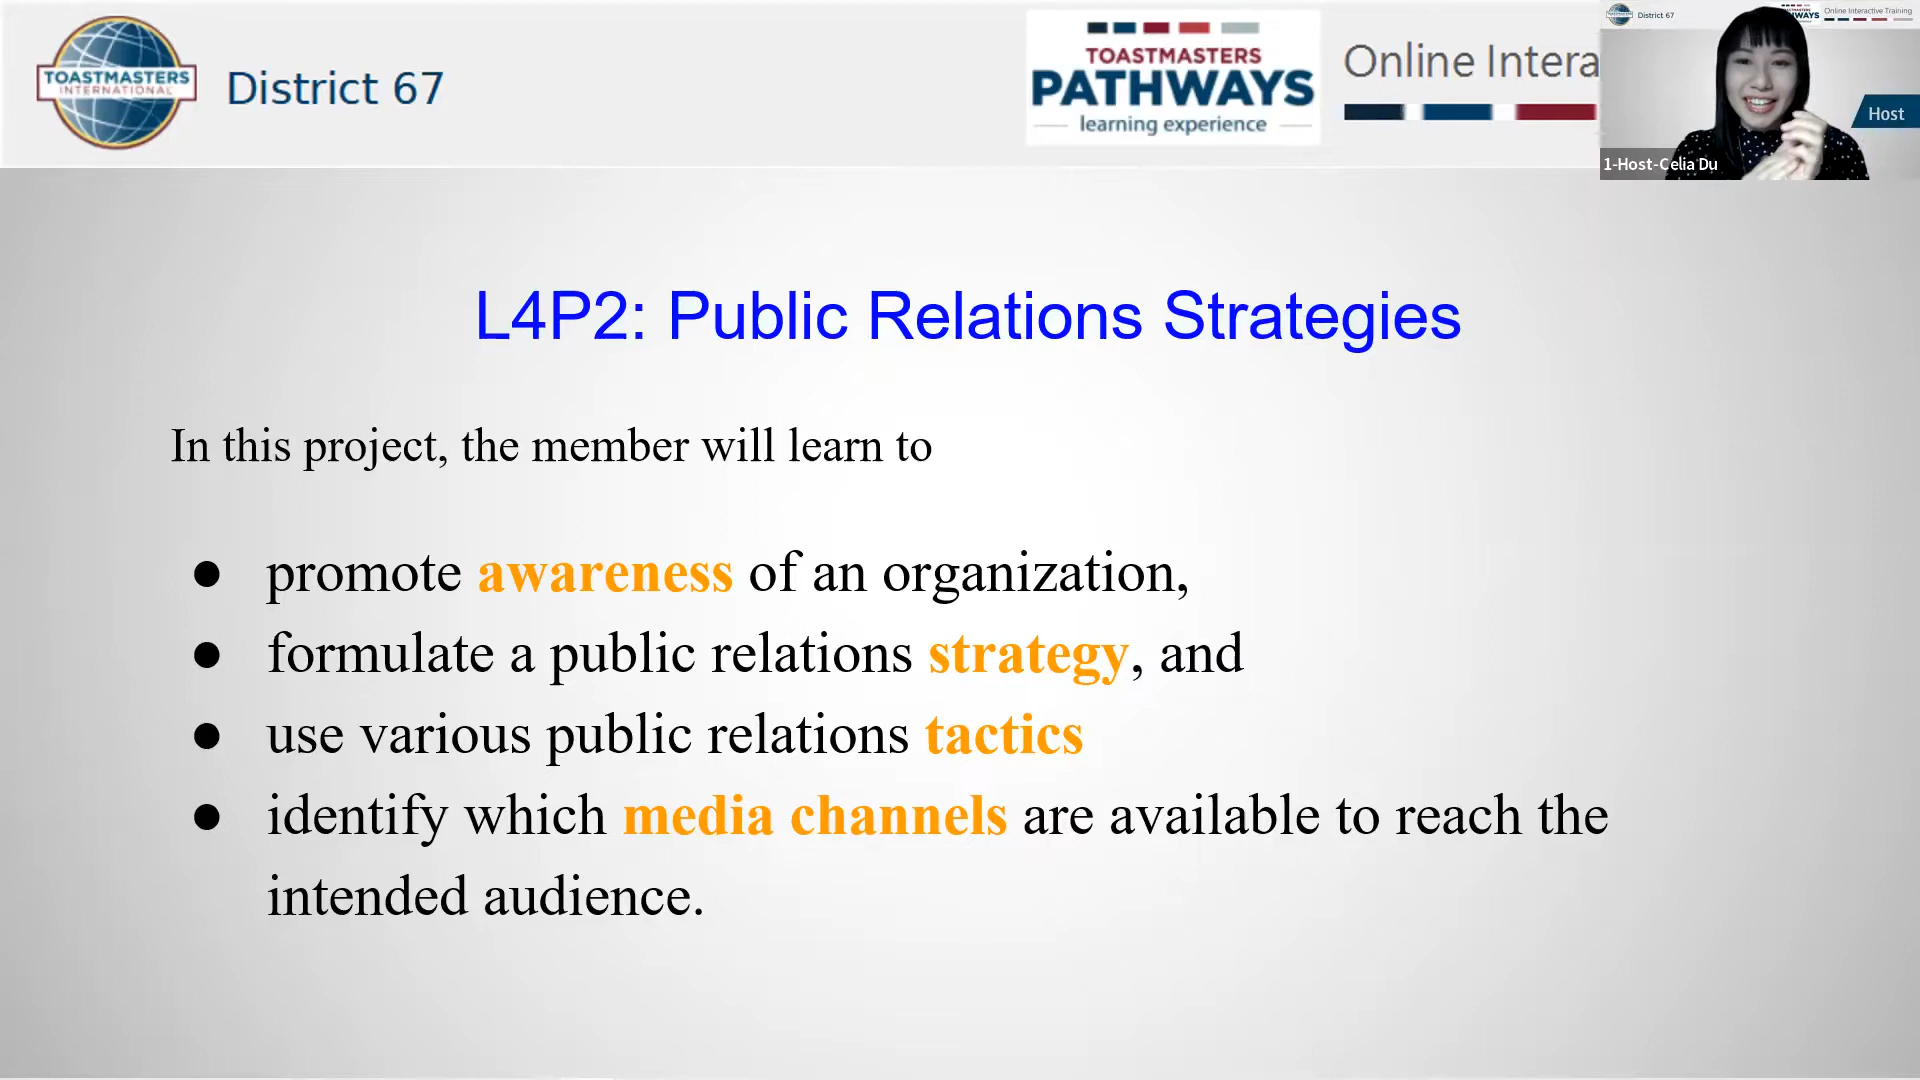 TOASTMASTERS
INTERNATIONAL
District 67
TOASTMASTERS
PATHWAYS
learning experience
Online Intera
District 67
WAYS
Online Interactive Training
Host
1-Host-Celia Du
L4P2: Public Relations Strategies
In this project, the member will learn to
● promote awareness of an organization,
● formulate a public relations strategy, and
● use various public relations tactics
● identify which media channels are available to reach the
intended audience.